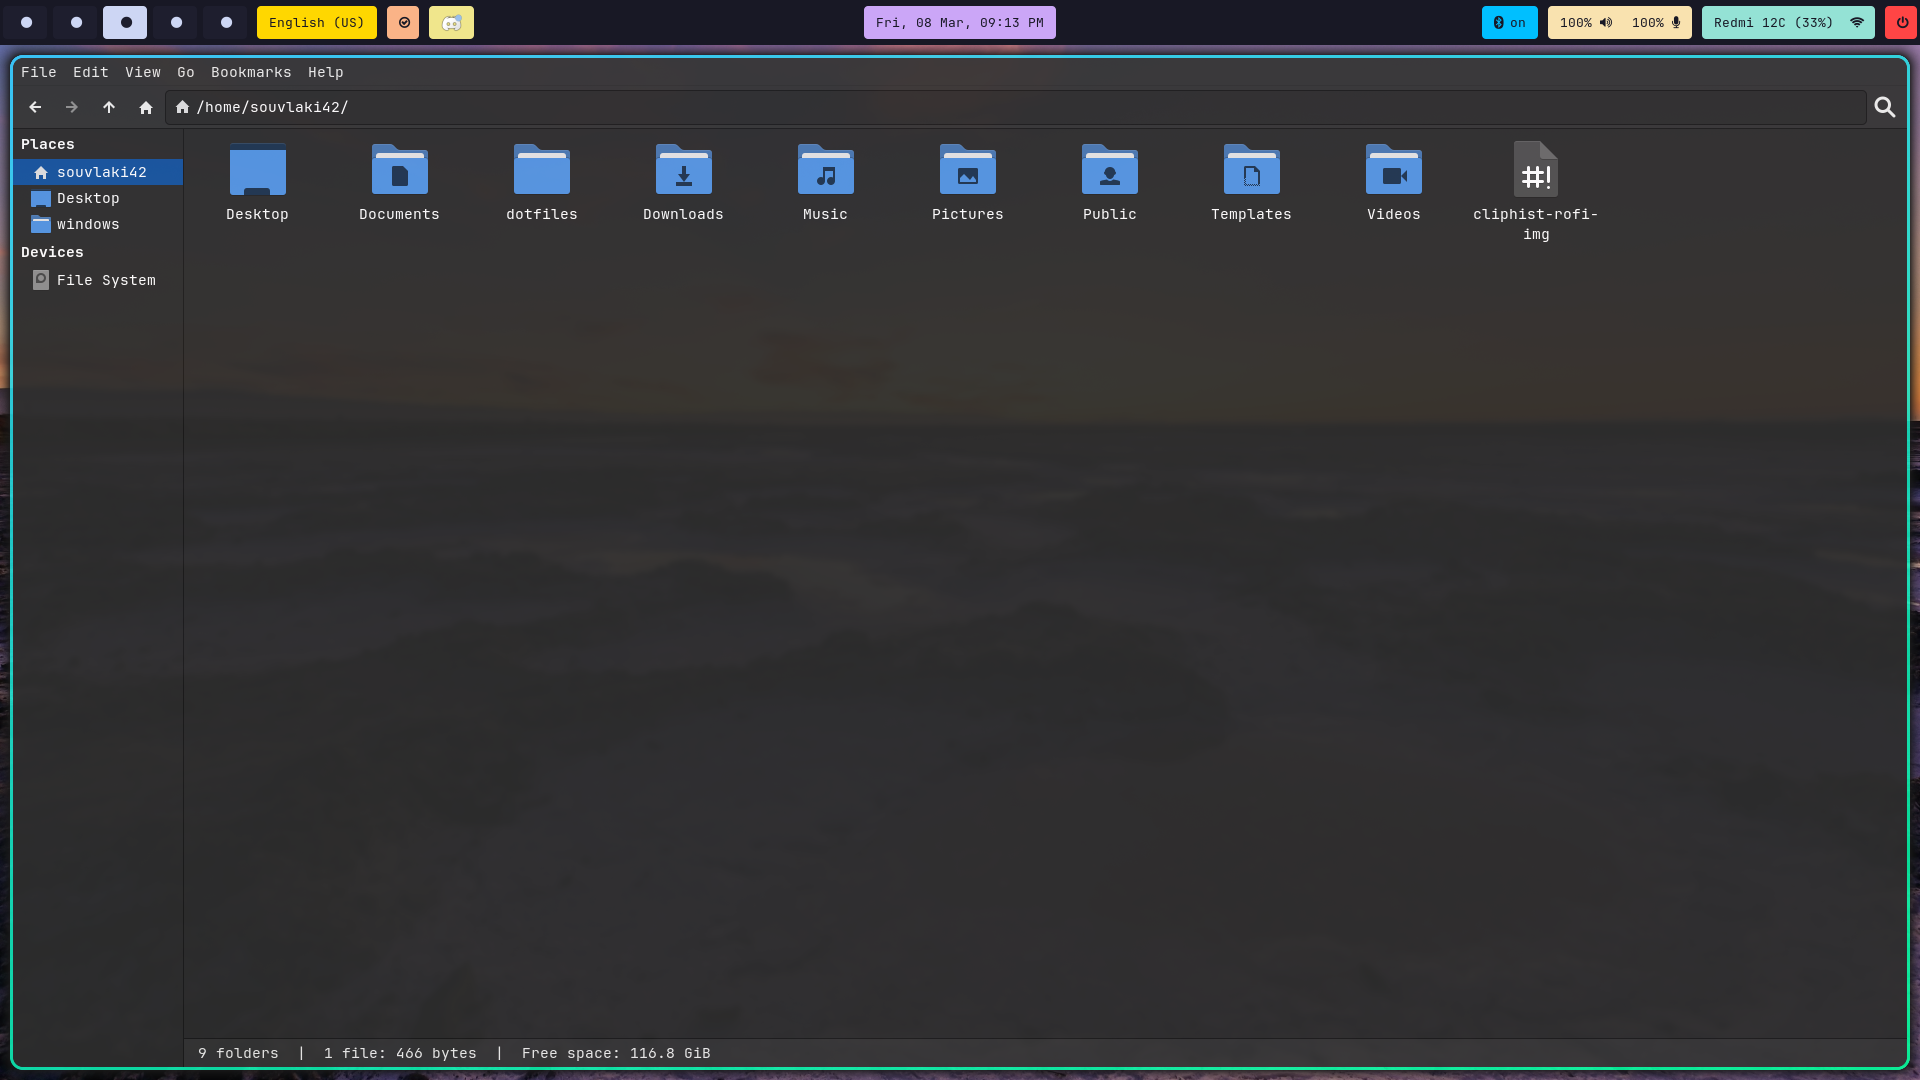 English (US)
Fri, 08 Mar, 09:13 PM
on
100% 100%
Redmi 12C (33%)
File Edit View Go Bookmarks Help
/home/souvlaki42/
Places
souvlaki42
Desktop
windows
Devices
File System
Desktop
Documents
dotfiles
Downloads
Music
Pictures
Public
Templates
Videos
#!
cliphist-rofi-
img
9 folders | 1 file: 466 bytes | Free space: 116.8 GiB